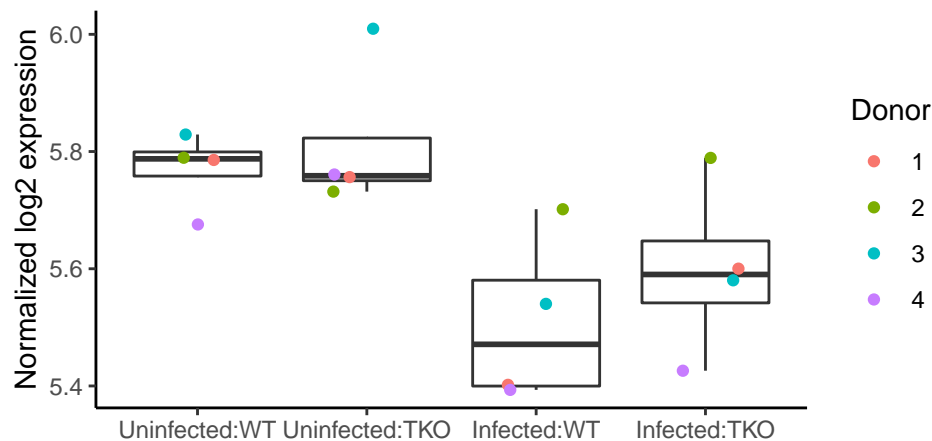 Normalized log2 expression
6.0
5.8
5.6
5.4
Uninfected:WT
Uninfected:TKO
Infected:WT
Infected:TKO
Donor
1
2
3
4